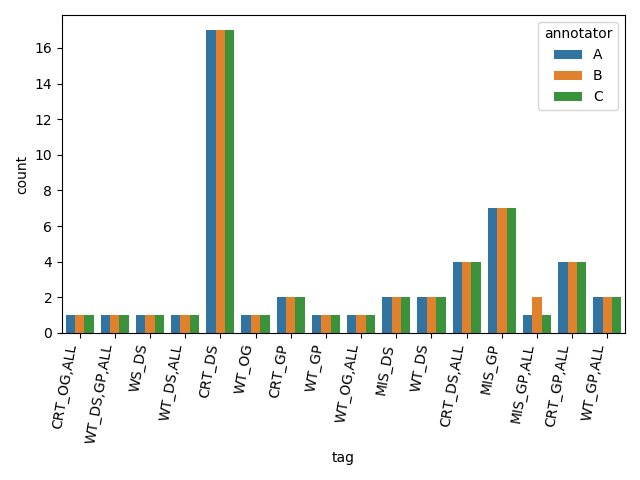 annotator
A
B
C
count
16
14
12
10
8
6
4
2
0
CRT_OG,ALL
WT_DS,GP,ALL
WS_DS
WT_DS,ALL
CRT_DS
WT_OG
CRT_GP
WT_GP
WT_OG,ALL
MIS_DS
WT_DS
CRT_DS,ALL
MIS_GP
MIS_GP,ALL
CRT_GP,ALL
WT_GP,ALL
tag